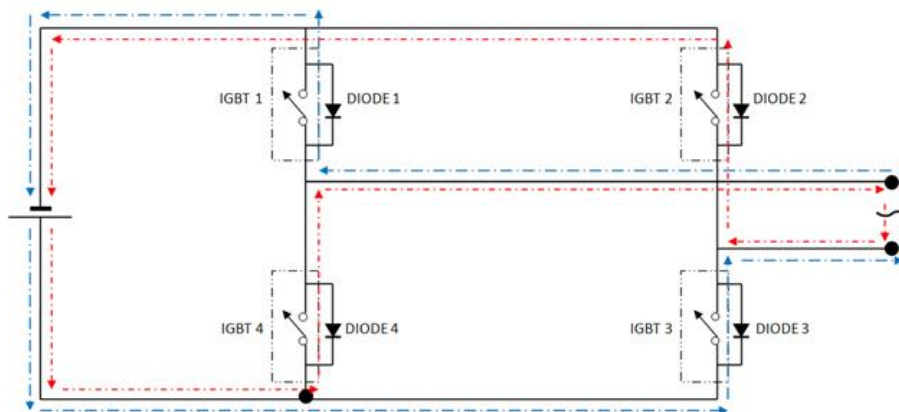 IGBT 1
DIODE 1
IGBT 2
DIODE 2
IGBT 4
DIODE 4
IGBT 3
DIODE 3